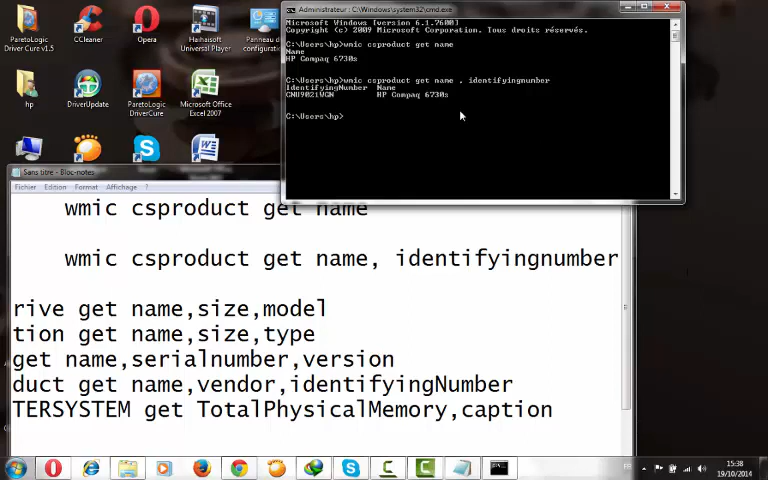 ParetoLogic
Driver Cure v1.5
CCleaner
Opera
Haihaisoft
Universal Player
Panneau de
configuratio...
hp
DriverUpdate
ParetoLogic
DriverCure
Microsoft
Office
Excel 2007
Administrateur : C:\Windows\system32\cmd.exe
Microsoft Windows [version 6.1.7600]
Copyright (c) 2009 Microsoft Corporation. Tous droits réservés.
C:\Users\hp>wmic csproduct get name
Name
HP Compaq 6730s
C:\Users\hp>wmic csproduct get name , identifyingnumber
IdentifyingNumber Name
CNU9021WGN HP Compaq 6730s
C:\Users\hp>
Sans titre - Bloc-notes
Fichier Edition Format Affichage ?
wmic csproduct get name
wmic csproduct get name, identifyingnumber
rive get name,size,model
tion get name,size,type
get name,serialnumber,version
duct get name,vendor,identifyingNumber
TERSYSTEM get TotalPhysicalMemory,caption
FR
15:38
19/10/2014